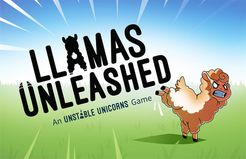 LLAMAS
UNLEASHED
An UNSTABLE UNICORNS Game